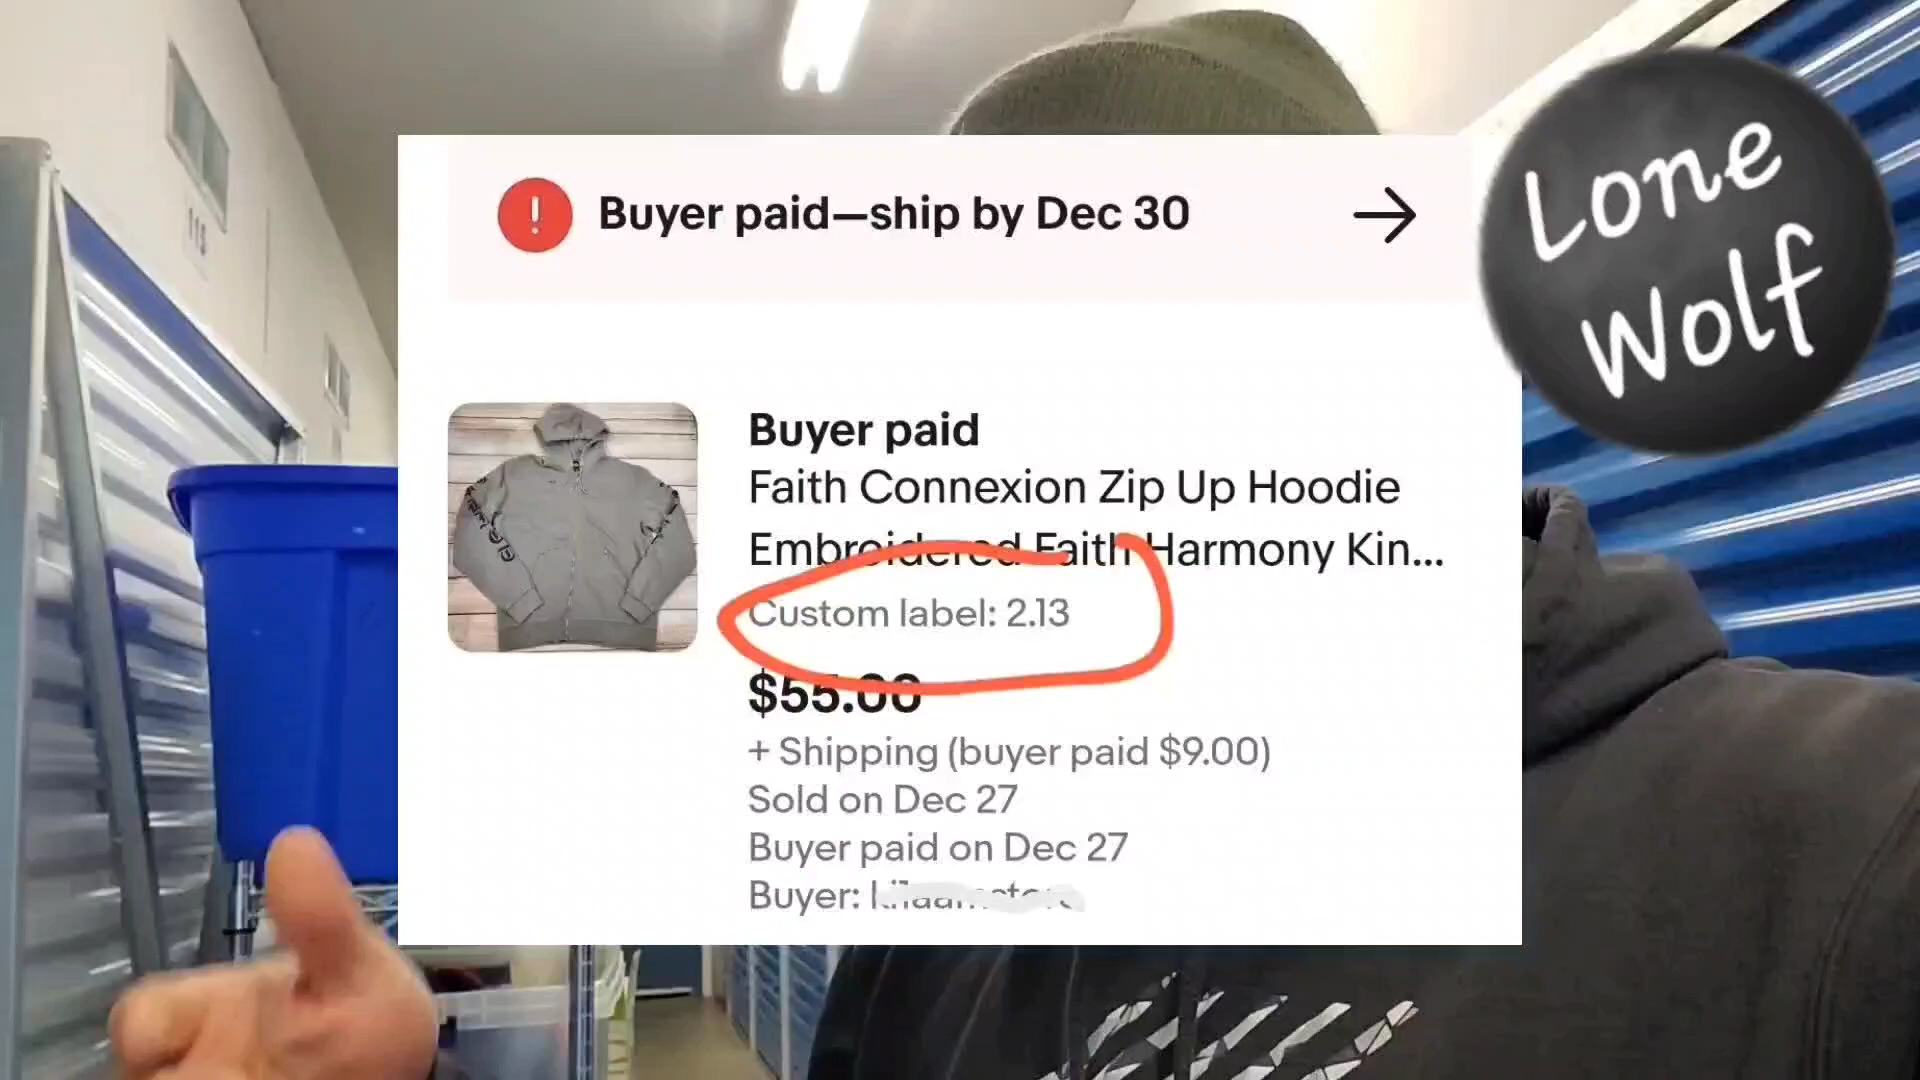 Lone
Wolf
Buyer paid—ship by Dec 30
Buyer paid
Faith Connexion Zip Up Hoodie
Embroidered Faith Harmony Kin...
Custom label: 2.13
$55.00
+ Shipping (buyer paid $9.00)
Sold on Dec 27
Buyer paid on Dec 27
Buyer: